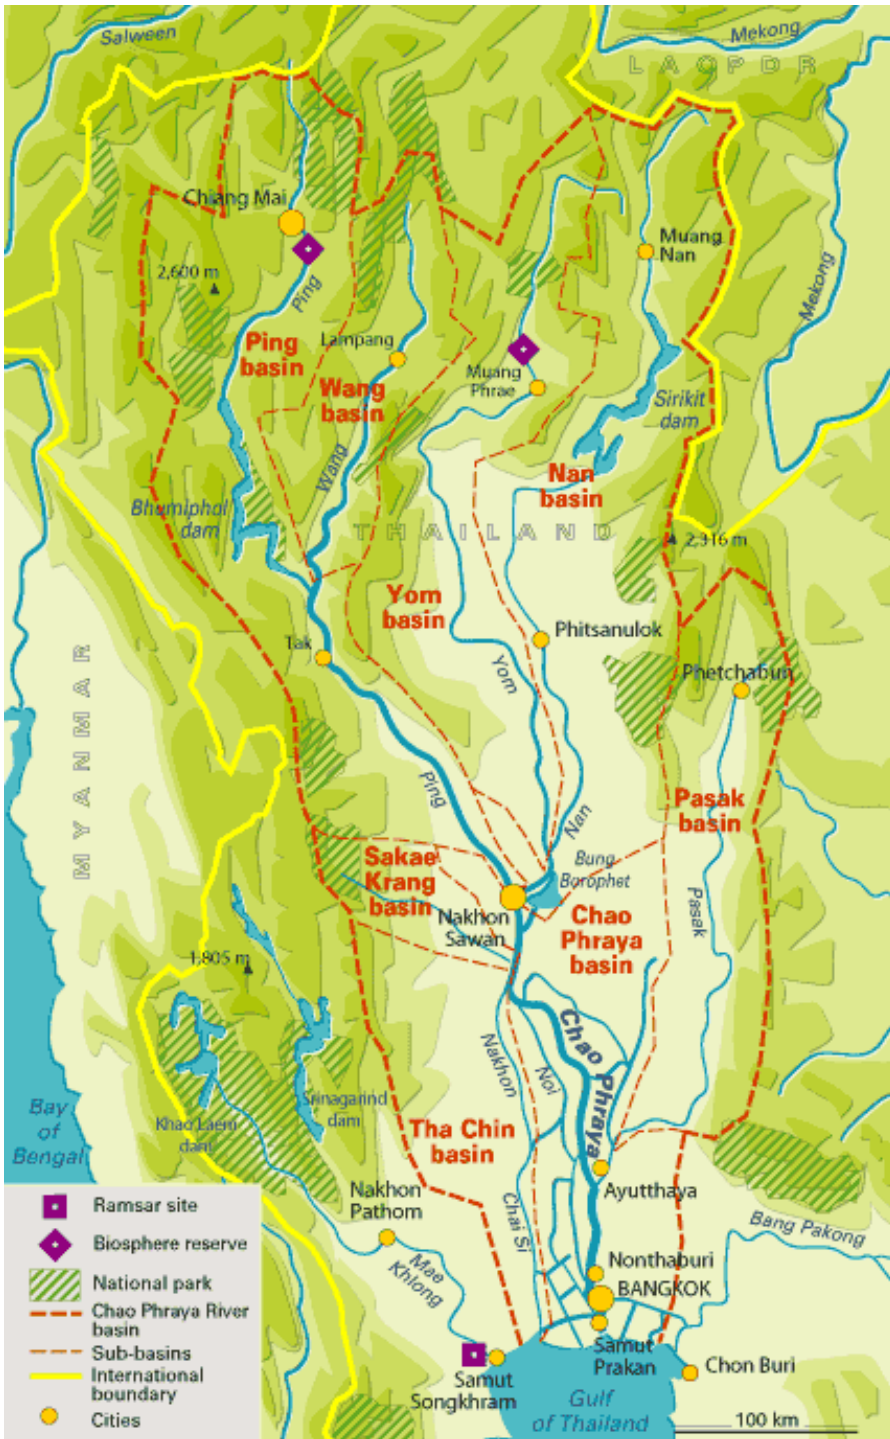 Salween
Mekong
LAO PDR
Chiang Mai
Muang
Nan
2,600 m
Ping
Mekong
Ping
basin
Lampang
Wang
basin
Muang
Phrae
Sirikit
dam
Wang
Nan
basin
Bhumiphol
dam
THAILAND
2,316 m
Yom
basin
Phitsanulok
Tak
Yom
Phetchabun
MYANMAR
Ping
Nan
Pasak
basin
Sakae
Krang
basin
Bung
Borophet
Pasak
Nakhon
Sawan
Chao
Phraya
basin
1,805 m
Chao Phraya
Nakhon
Noi
Bay
of
Bengal
Khao Laem
dam
Srinagarind
dam
Tha Chin
basin
Ayutthaya
Nakhon
Pathom
Chai Si
Bang Pakong
Mae
Khlong
Nonthaburi
BANGKOK
Samut
Prakan
Chon Buri
Samut
Songkhram
Gulf
of Thailand
100 km
Ramsar site
Biosphere reserve
National park
Chao Phraya River
basin
Sub-basins
International
boundary
Cities